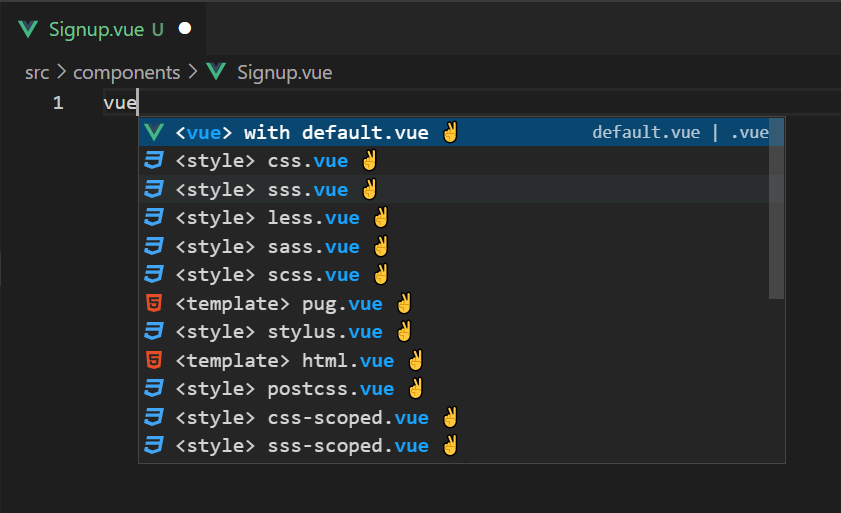 Signup.vue U
src > components > Signup.vue
1 vue
<vue> with default.vue ✌ default.vue | .vue
<style> css.vue ✌
<style> sss.vue ✌
<style> less.vue ✌
<style> sass.vue ✌
<style> scss.vue ✌
<template> pug.vue ✌
<style> stylus.vue ✌
<template> html.vue ✌
<style> postcss.vue ✌
<style> css-scoped.vue ✌
<style> sss-scoped.vue ✌